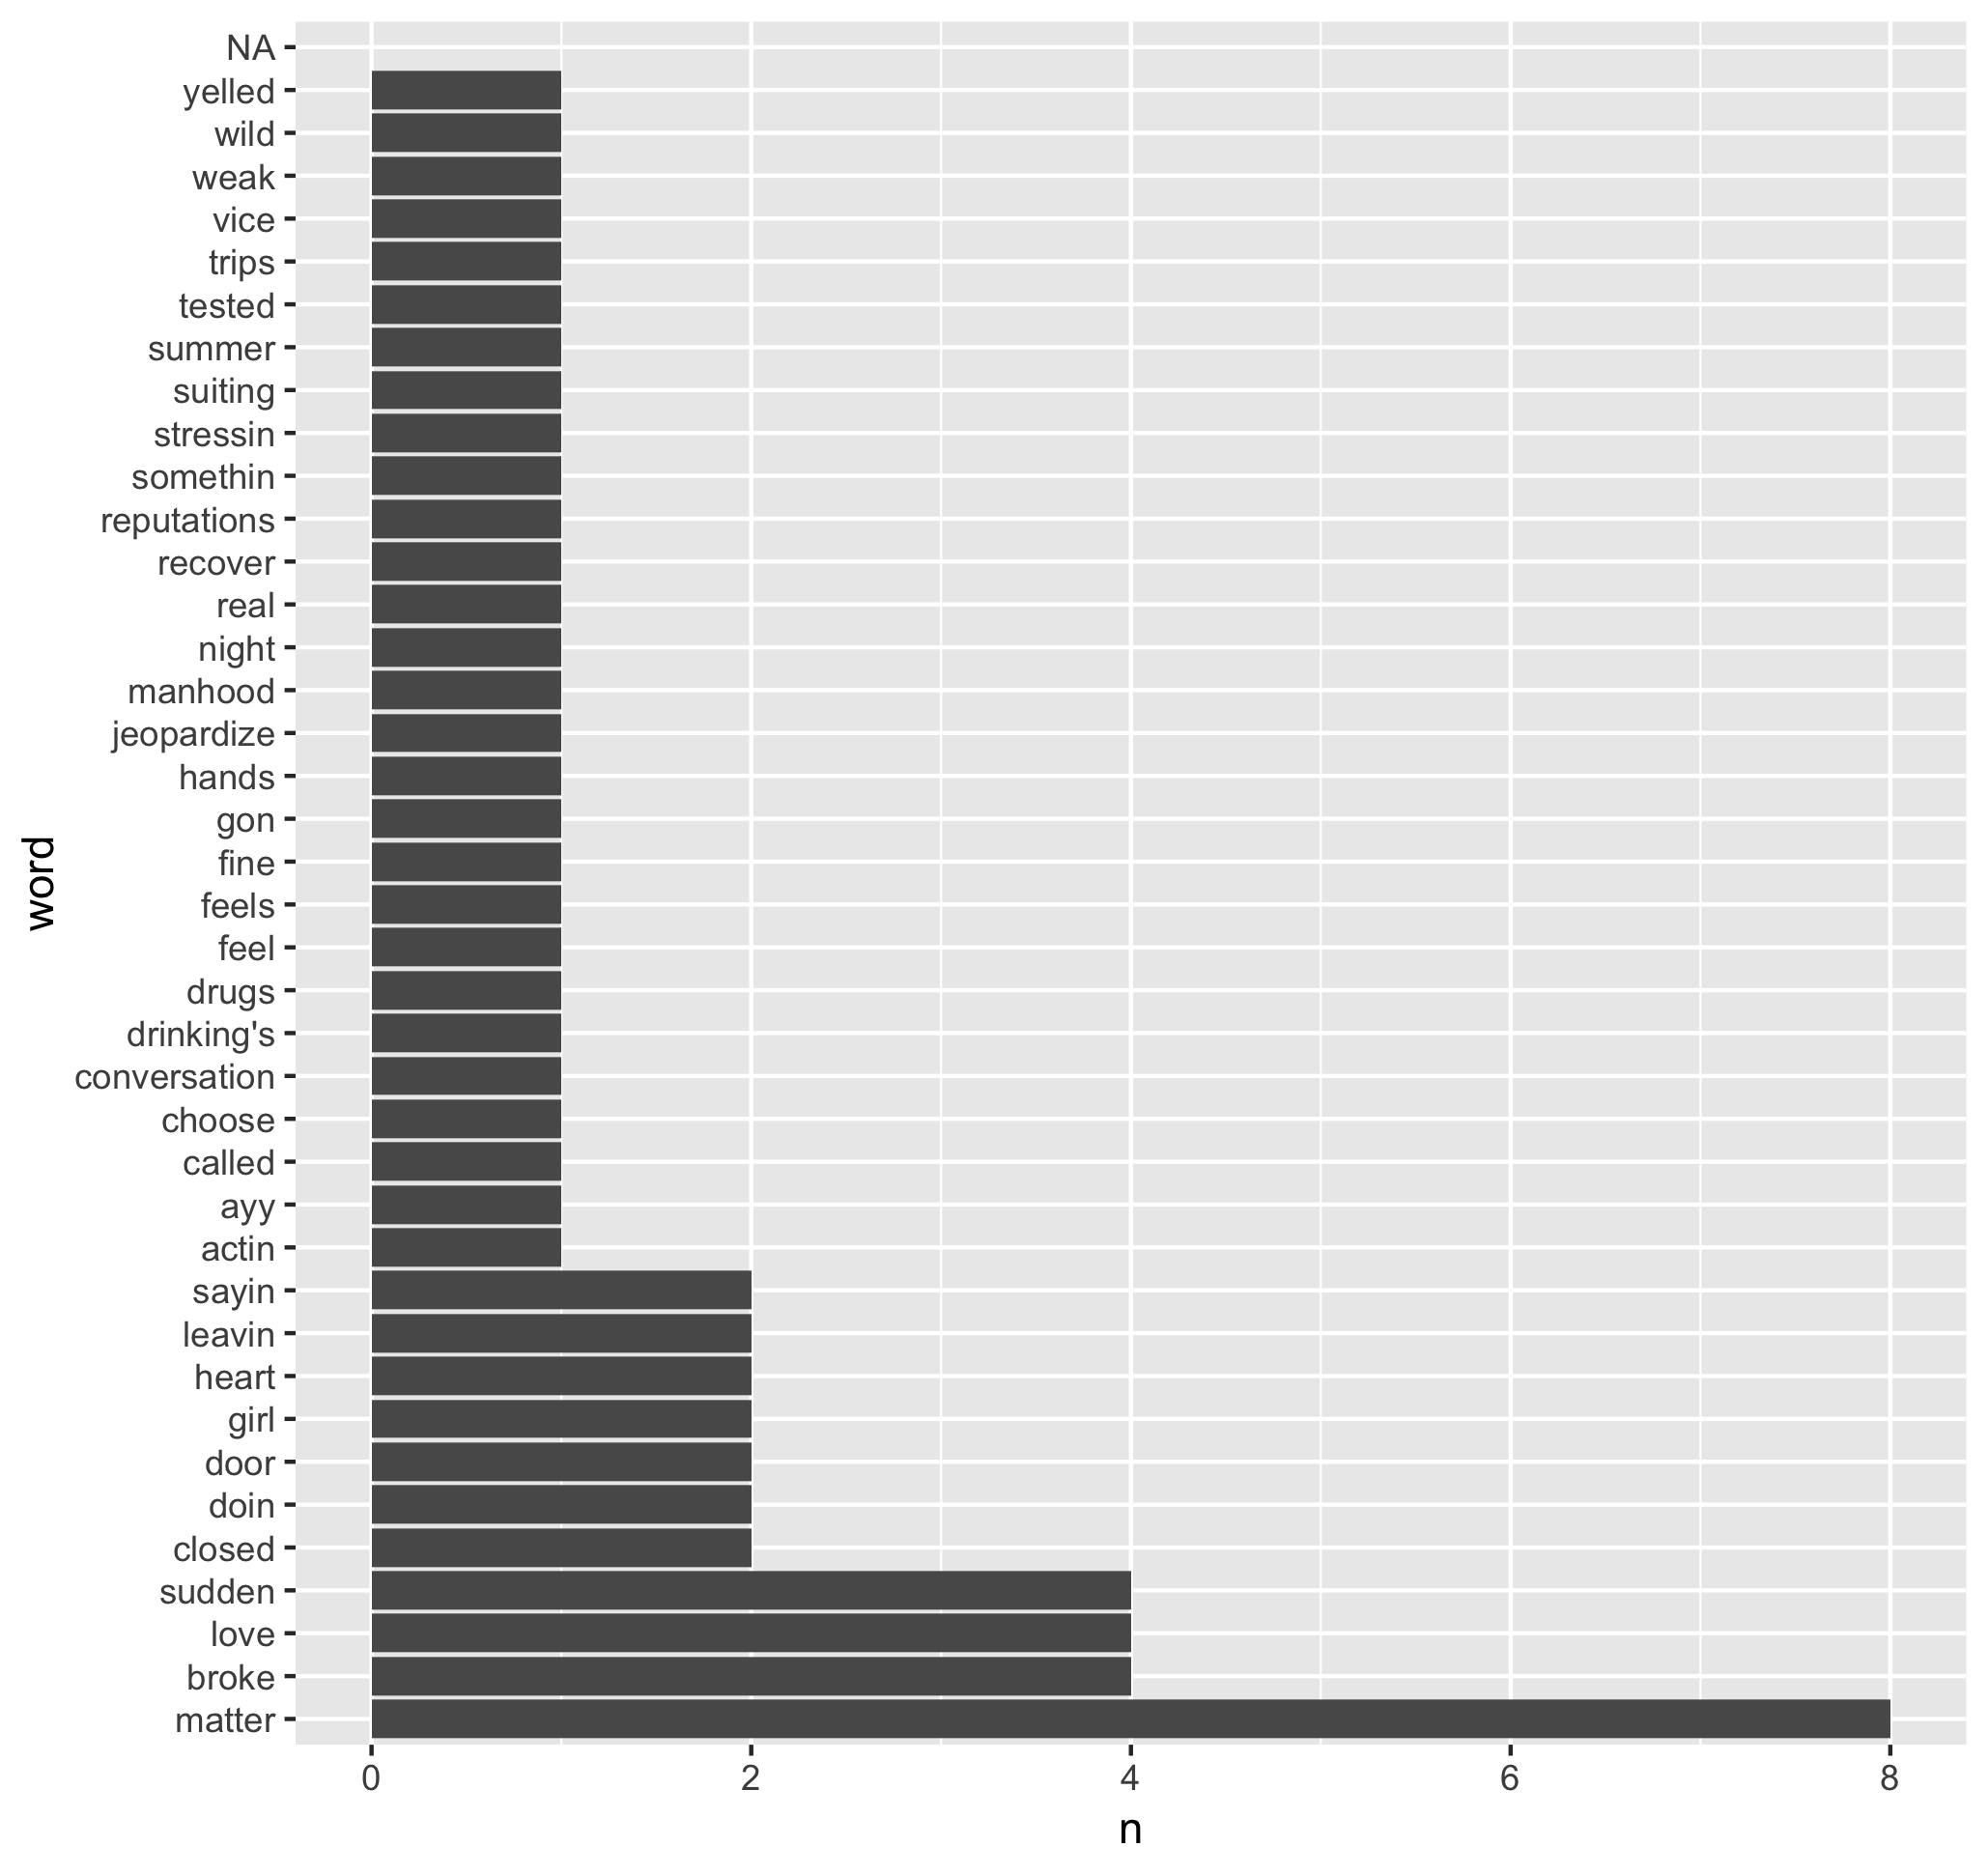 NA
yelled
wild
weak
vice
trips
tested
summer
suiting
stressin
somethin
reputations
recover
real
night
manhood
jeopardize
hands
gon
fine
feels
feel
drugs
drinking's
conversation
choose
called
ayy
actin
sayin
leavin
heart
girl
door
doin
closed
sudden
love
broke
matter
word
0 2 4 6 8
n